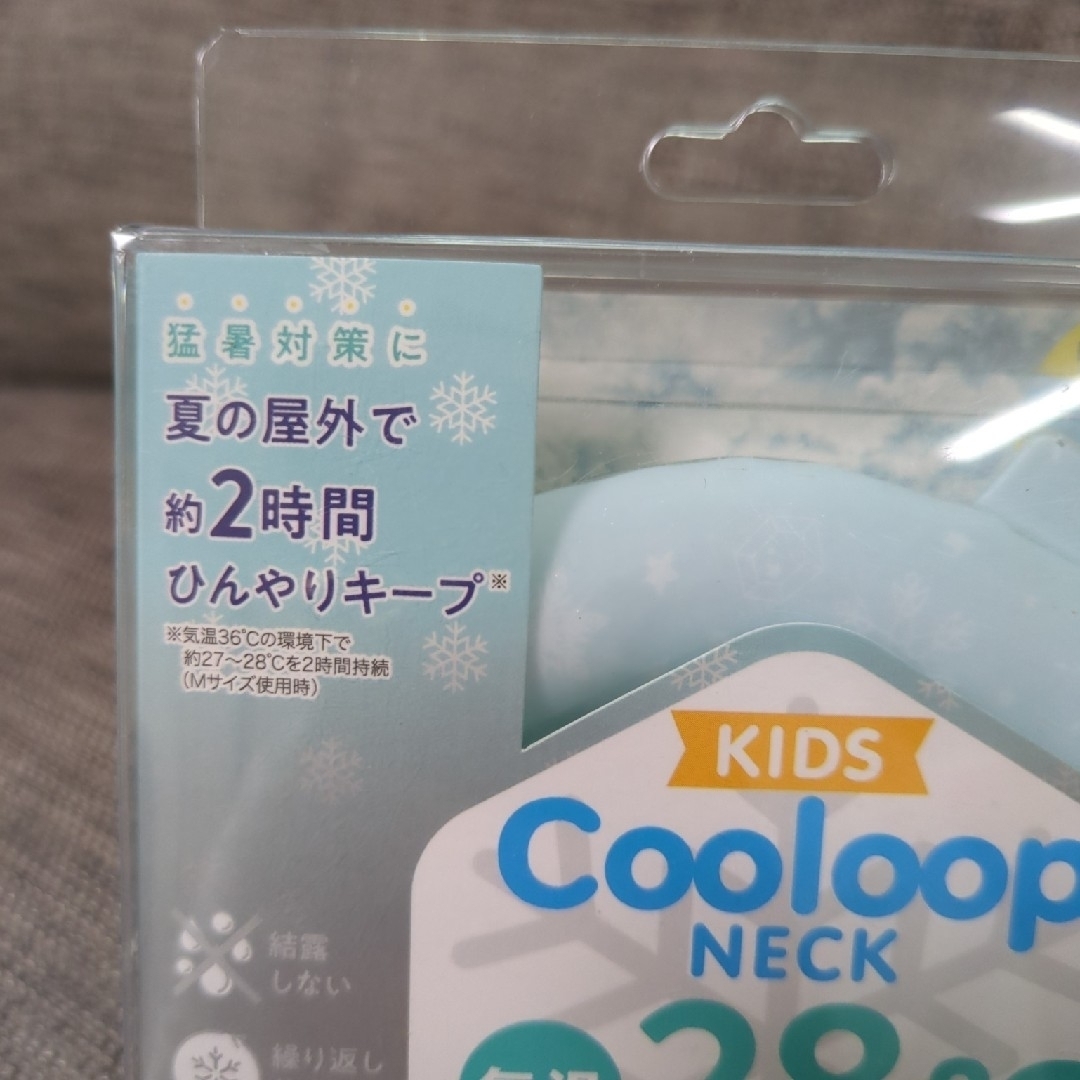 猛暑対策に
夏の屋外で
約2時間
ひんやりキープ※
※気温36℃の環境下で
約27～28℃を2時間持続
（Mサイズ使用時）
KIDS
Cooloop
NECK
結露
しない
繰り返し
気温
28℃